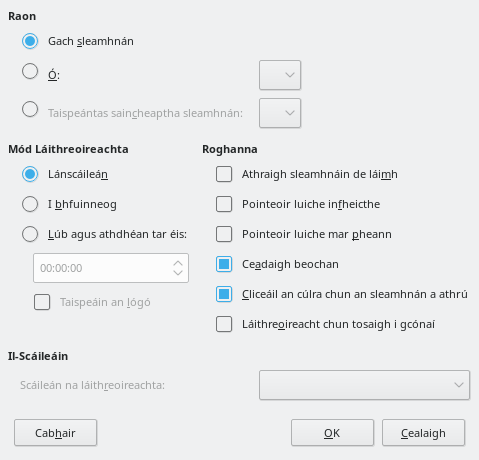 Raon
Gach sleamhnán
Ó:
Taispeántas saincheaptha sleamhnán:
Mód Láithreoireachta
Lánscáileán
I bhfuinneog
Lúb agus athdhéan tar éis:
00:00:00
Taispeáin an lógó
Roghanna
Athraigh sleamhnáin de láimh
Pointeoir luiche infheicthe
Pointeoir luiche mar pheann
Ceadaigh beochan
Cliceáil an cúlra chun an sleamhnán a athrú
Láithreoireacht chun tosaigh i gcónaí
Il-Scáileáin
Scáileán na láithreoireachta:
Cabhair
OK
Cealaigh